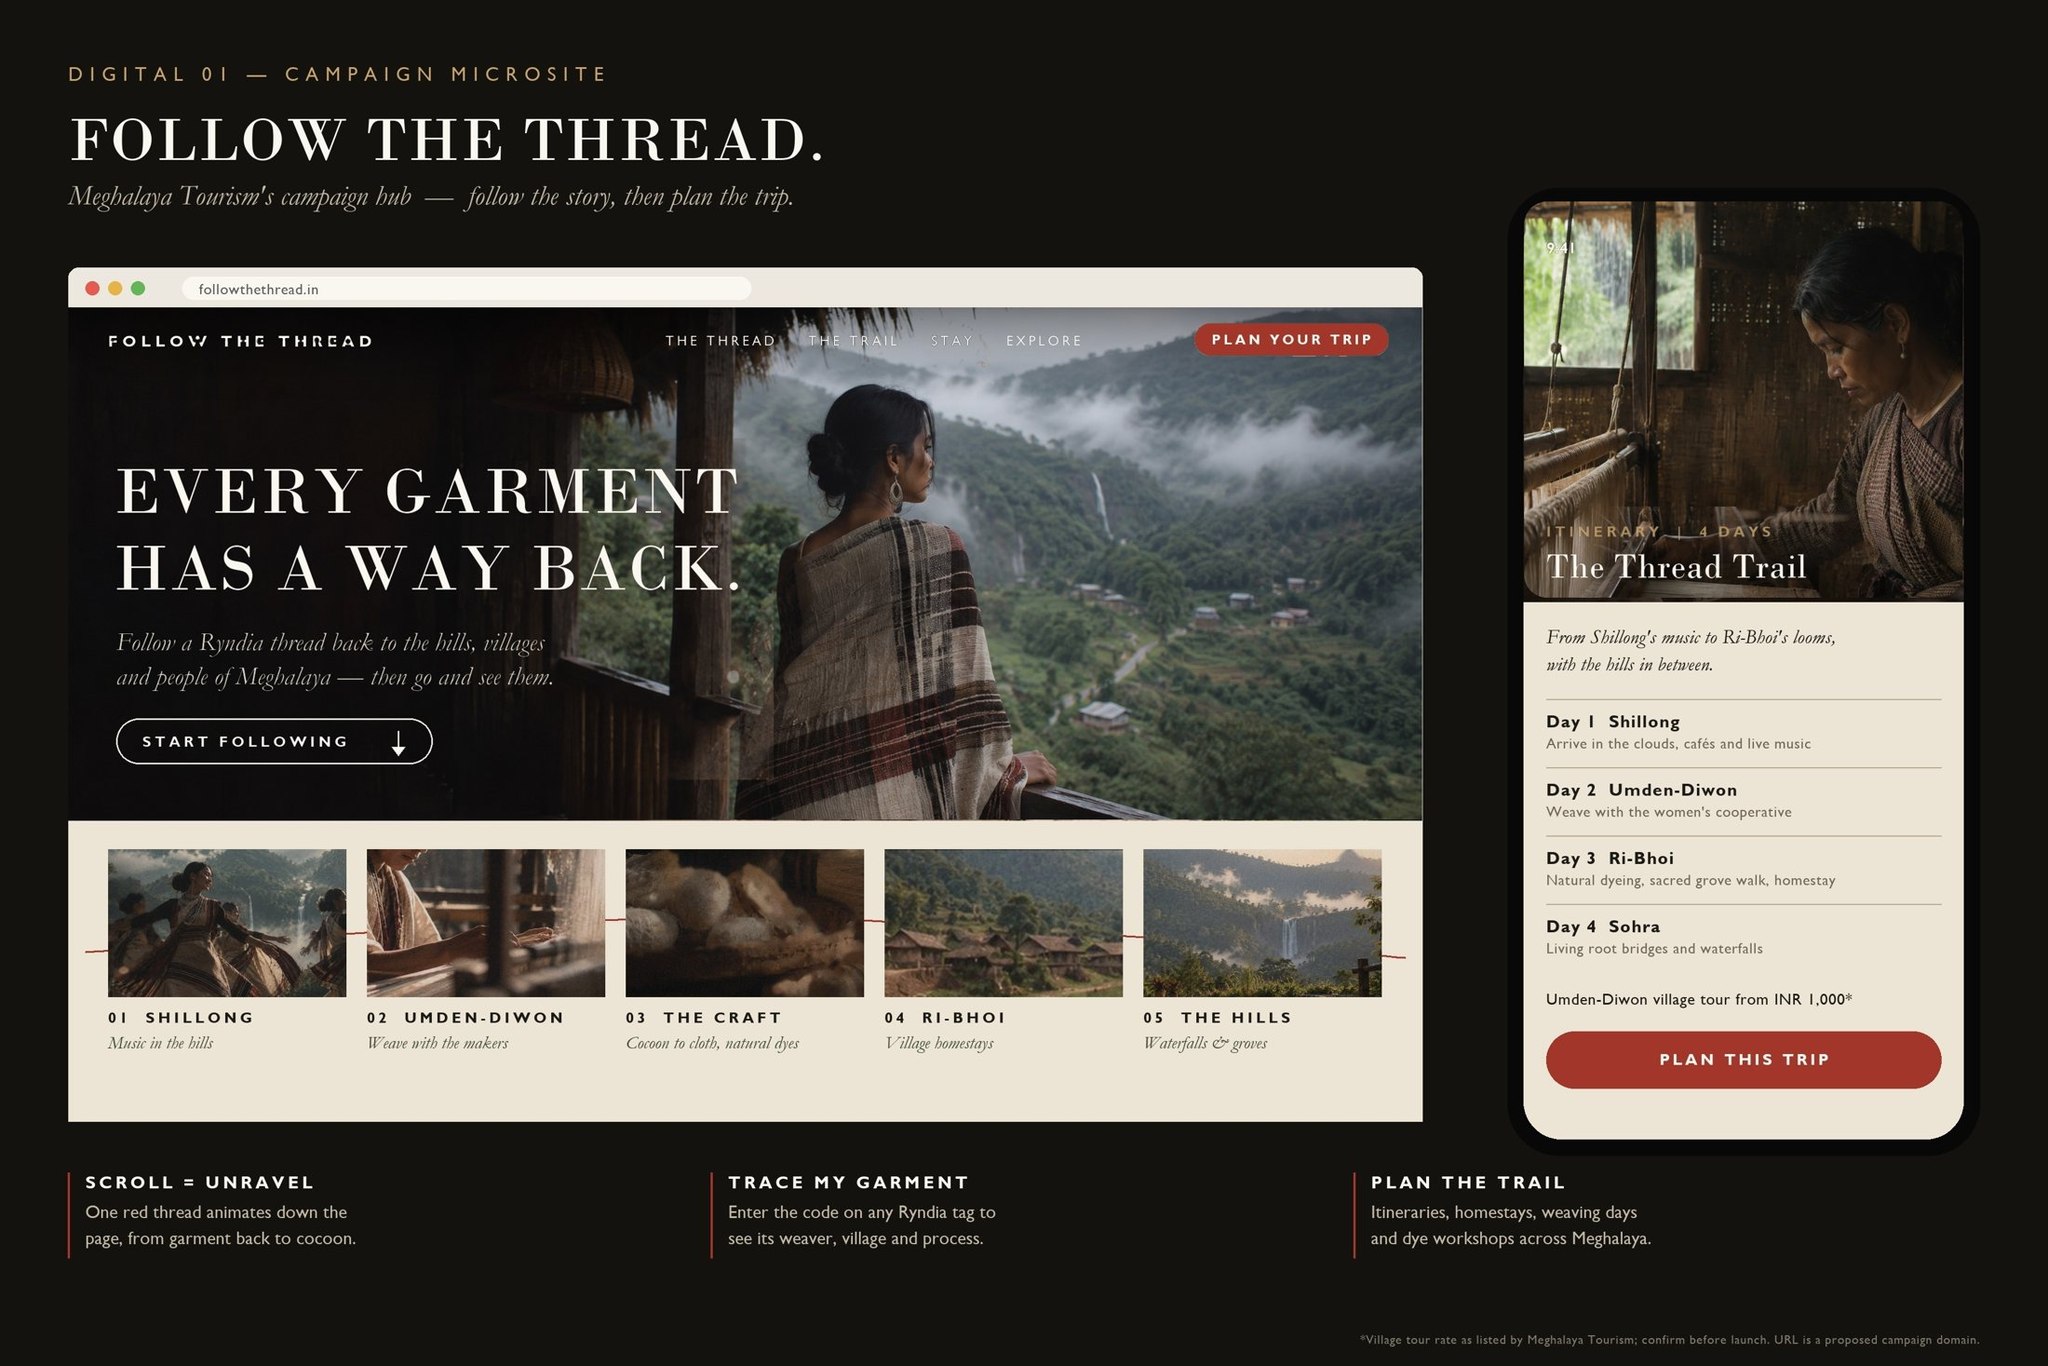 DIGITAL 01 — CAMPAIGN MICROSITE
FOLLOW THE THREAD.
Meghalaya Tourism's campaign hub — follow the story, then plan the trip.
followthethread.in
FOLLOW THE THREAD
THE THREAD THE TRAIL STAY EXPLORE
PLAN YOUR TRIP
EVERY GARMENT
HAS A WAY BACK.
Follow a Ryndia thread back to the hills, villages
and people of Meghalaya — then go and see them.
START FOLLOWING
01 SHILLONG
Music in the hills
02 UMDEN-DIWON
Weave with the makers
03 THE CRAFT
Cocoon to cloth, natural dyes
04 RI-BHOI
Village homestays
05 THE HILLS
Waterfalls & groves
9:41
ITINERARY | 4 DAYS
The Thread Trail
From Shillong's music to Ri-Bhoi's looms,
with the hills in between.
Day 1 Shillong
Arrive in the clouds, cafés and live music
Day 2 Umden-Diwon
Weave with the women's cooperative
Day 3 Ri-Bhoi
Natural dyeing, sacred grove walk, homestay
Day 4 Sohra
Living root bridges and waterfalls
Umden-Diwon village tour from INR 1,000*
PLAN THIS TRIP
SCROLL = UNRAVEL
One red thread animates down the
page, from garment back to cocoon.
TRACE MY GARMENT
Enter the code on any Ryndia tag to
see its weaver, village and process.
PLAN THE TRAIL
Itineraries, homestays, weaving days
and dye workshops across Meghalaya.
*Village tour rate as listed by Meghalaya Tourism; confirm before launch. URL is a proposed campaign domain.